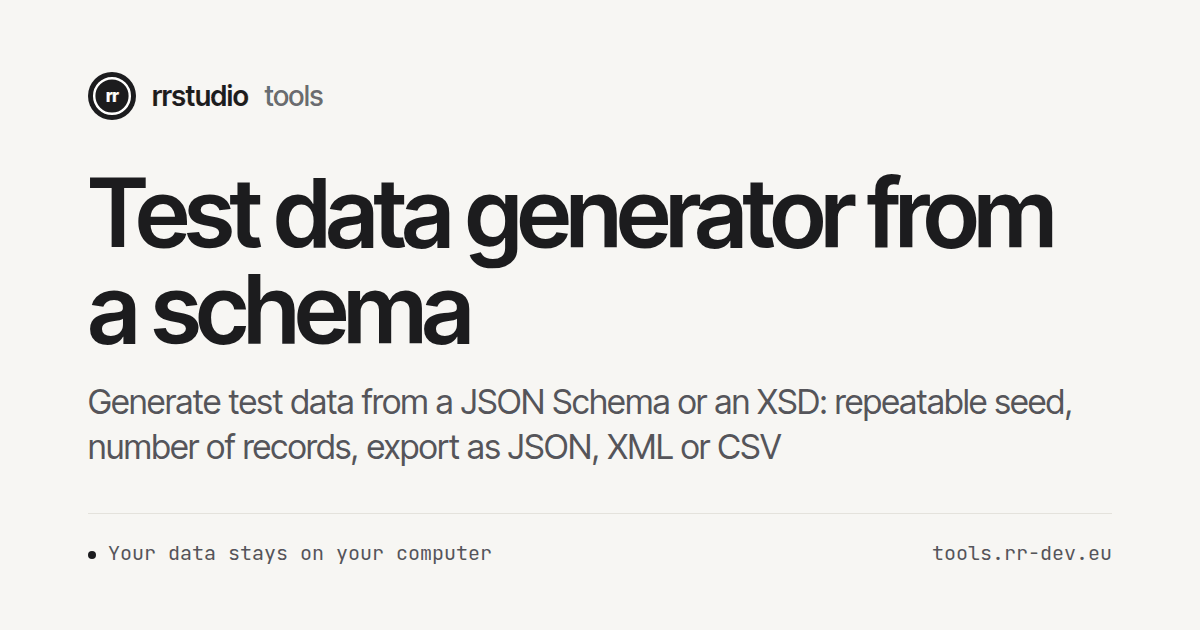 rr rrstudio tools
Test data generator from
a schema
Generate test data from a JSON Schema or an XSD: repeatable seed,
number of records, export as JSON, XML or CSV
Your data stays on your computer
tools.rr-dev.eu